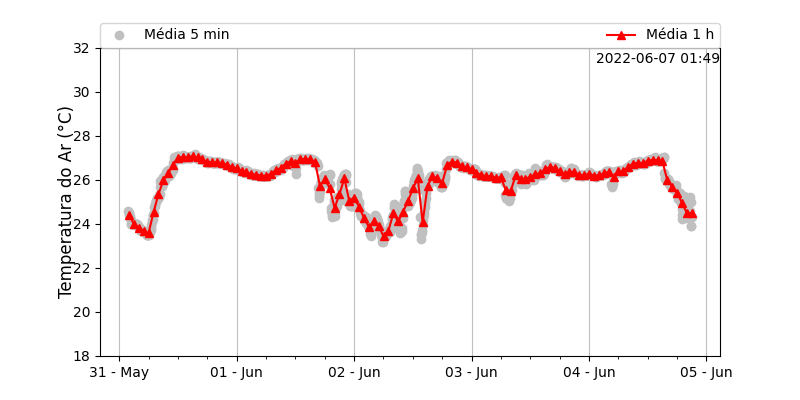 Média 5 min
Média 1 h
2022-06-07 01:49
Temperatura do Ar (°C)
32
30
28
26
24
22
20
18
31 - May
01 - Jun
02 - Jun
03 - Jun
04 - Jun
05 - Jun